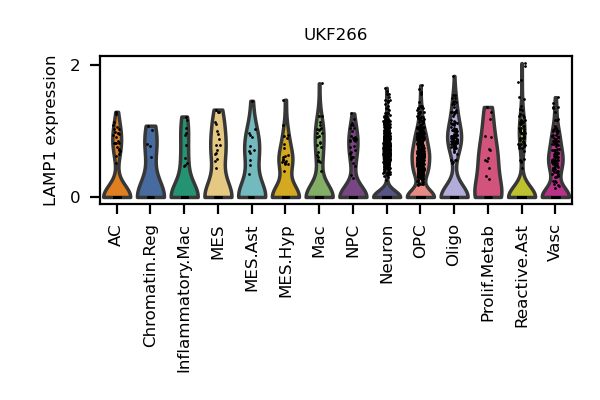 UKF266
LAMP1 expression
2
0
AC
Chromatin.Reg
Inflammatory.Mac
MES
MES.Ast
MES.Hyp
Mac
NPC
Neuron
OPC
Oligo
Prolif.Metab
Reactive.Ast
Vasc